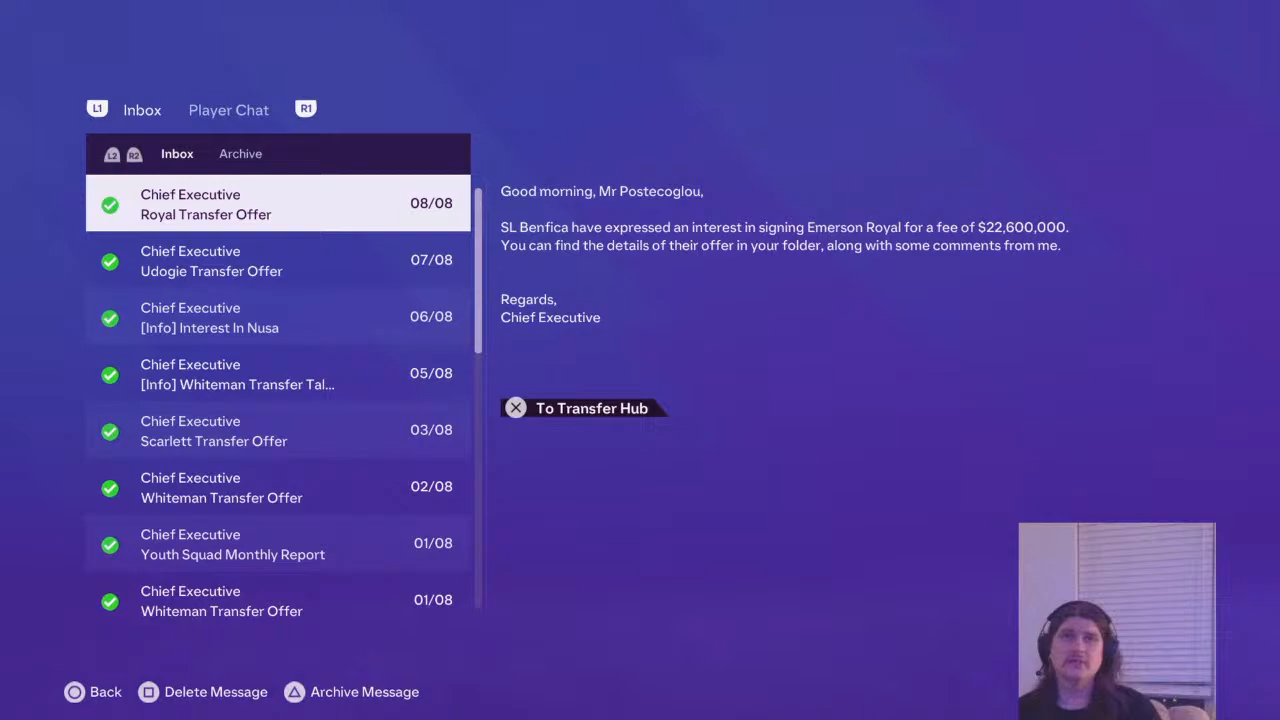 L1 Inbox Player Chat R1
L2 R2 Inbox Archive
Chief Executive
Royal Transfer Offer
08/08
Chief Executive
Udogie Transfer Offer
07/08
Chief Executive
[Info] Interest In Nusa
06/08
Chief Executive
[Info] Whiteman Transfer Tal...
05/08
Chief Executive
Scarlett Transfer Offer
03/08
Chief Executive
Whiteman Transfer Offer
02/08
Chief Executive
Youth Squad Monthly Report
01/08
Chief Executive
Whiteman Transfer Offer
01/08
Good morning, Mr Postecoglou,
SL Benfica have expressed an interest in signing Emerson Royal for a fee of $22,600,000.
You can find the details of their offer in your folder, along with some comments from me.
Regards,
Chief Executive
To Transfer Hub
Back Delete Message Archive Message